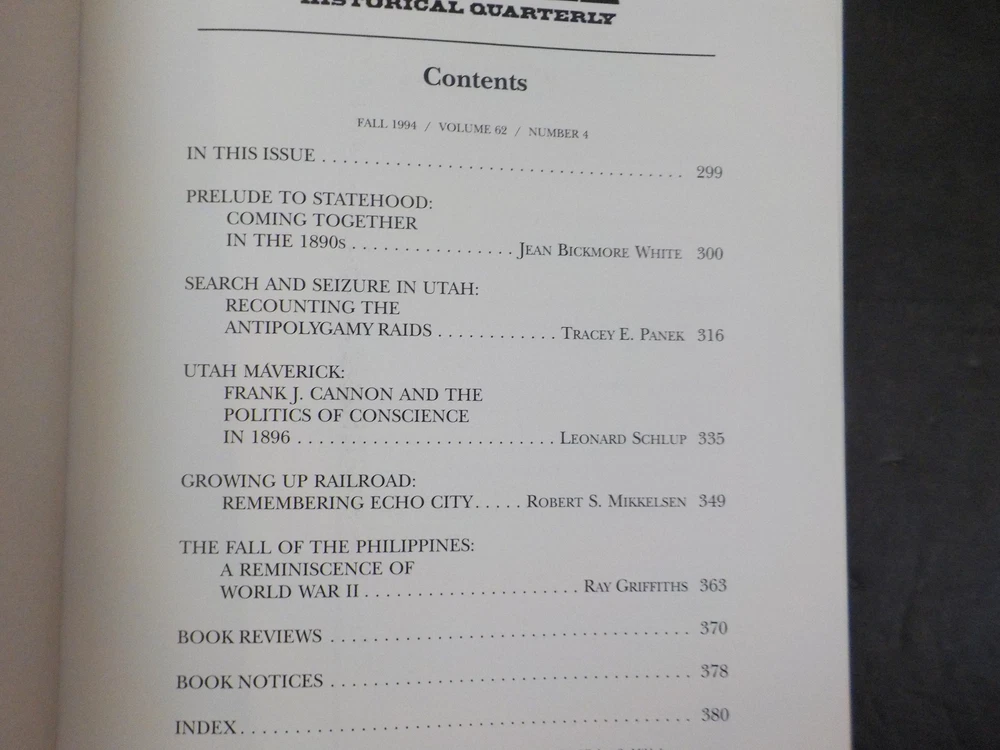 HISTORICAL QUARTERLY
Contents
FALL 1994 / VOLUME 62 / NUMBER 4
IN THIS ISSUE . . . . . . . . . . . . . . . . . . . . . . . . . . . . . . . . . . . . 299
PRELUDE TO STATEHOOD:
COMING TOGETHER
IN THE 1890s . . . . . . . . . . . . . . . JEAN BICKMORE WHITE 300
SEARCH AND SEIZURE IN UTAH:
RECOUNTING THE
ANTIPOLYGAMY RAIDS . . . . . . . . . . . . TRACEY E. PANEK 316
UTAH MAVERICK:
FRANK J. CANNON AND THE
POLITICS OF CONSCIENCE
IN 1896 . . . . . . . . . . . . . . . . . . . . . . . . . . LEONARD SCHLUP 335
GROWING UP RAILROAD:
REMEMBERING ECHO CITY. . . . . ROBERT S. MIKKELSEN 349
THE FALL OF THE PHILIPPINES:
A REMINISCENCE OF
WORLD WAR II . . . . . . . . . . . . . . . . . . . . . RAY GRIFFITHS 363
BOOK REVIEWS . . . . . . . . . . . . . . . . . . . . . . . . . . . . . . . . . . . 370
BOOK NOTICES . . . . . . . . . . . . . . . . . . . . . . . . . . . . . . . . . . . 378
INDEX. . . . . . . . . . . . . . . . . . . . . . . . . . . . . . . . . . . . . . . . . . . . 380